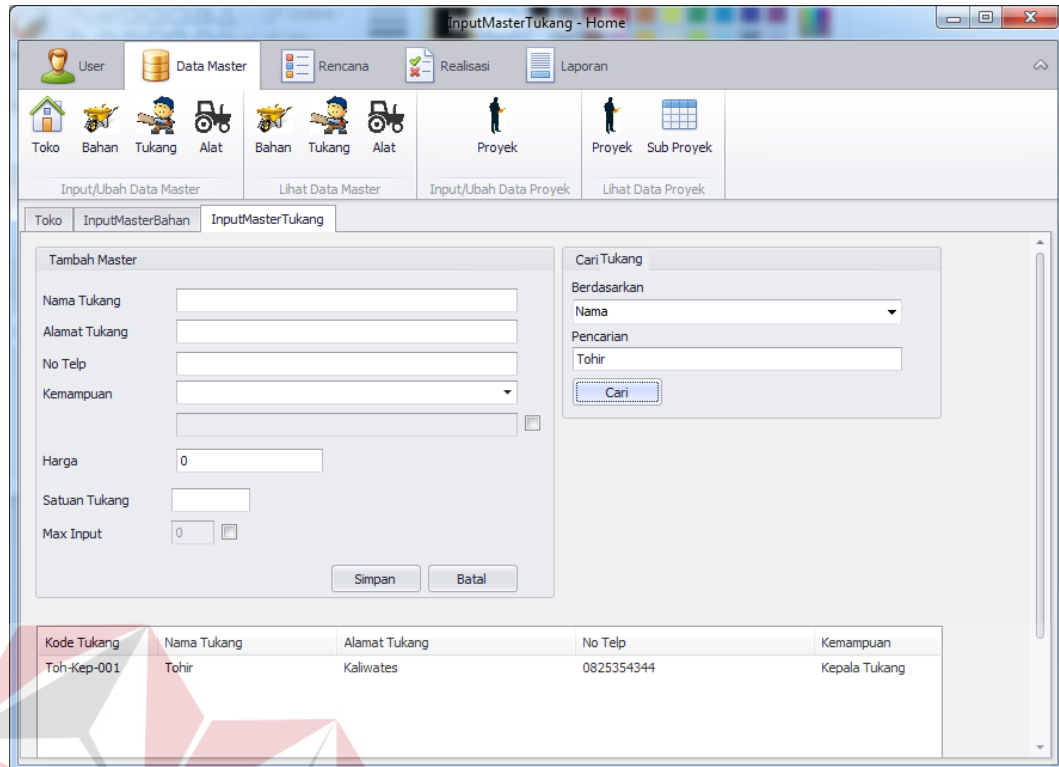 InputMasterTukang - Home
User Data Master Rencana Realisasi Laporan
Toko Bahan Tukang Alat Bahan Tukang Alat Proyek Proyek Sub Proyek
Input/Ubah Data Master Lihat Data Master Input/Ubah Data Proyek Lihat Data Proyek
Toko InputMasterBahan InputMasterTukang
Tambah Master
Nama Tukang
Alamat Tukang
No Telp
Kemampuan
Harga 0
Satuan Tukang
Max Input 0
Simpan Batal
Cari Tukang
Berdasarkan
Nama
Pencarian
Tohir
Cari
Kode Tukang Nama Tukang Alamat Tukang No Telp Kemampuan
Toh-Kep-001 Tohir Kaliwates 0825354344 Kepala Tukang